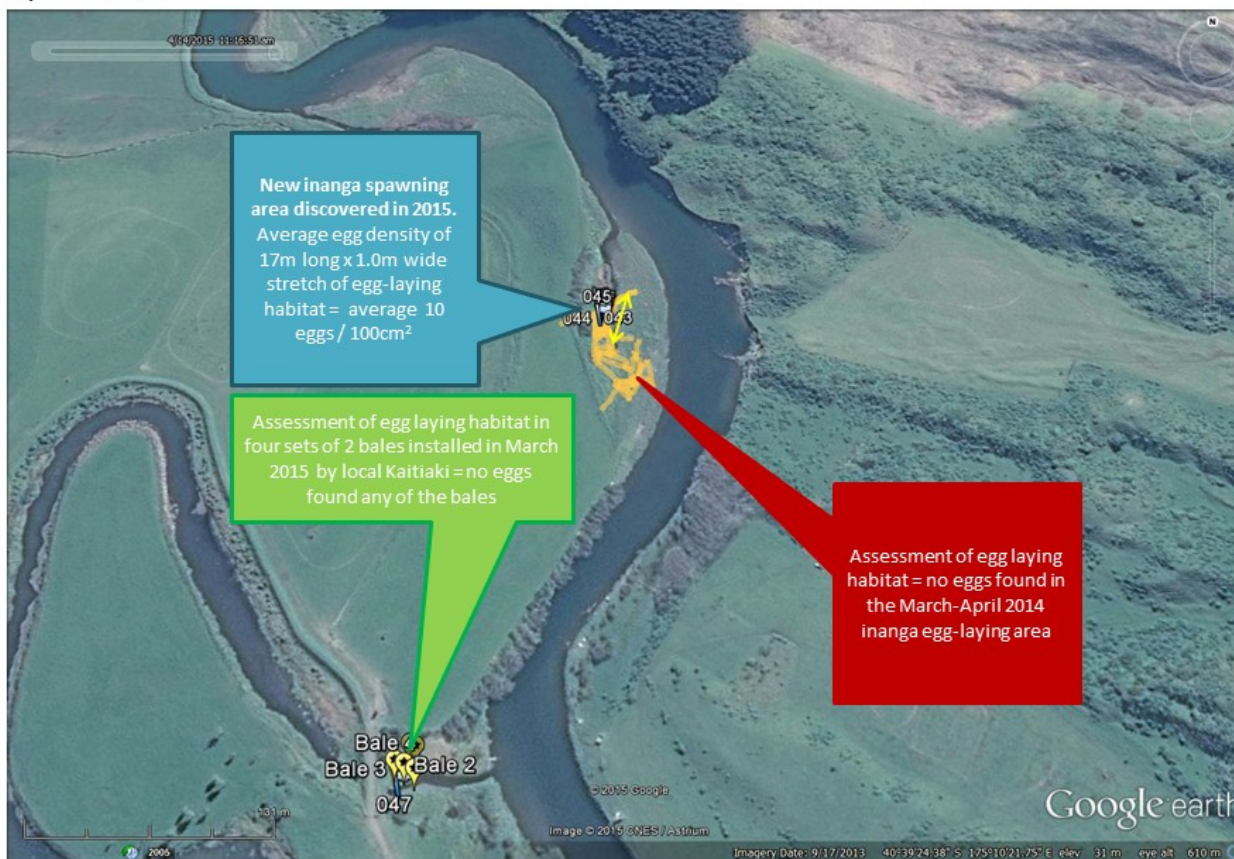 4/14/2015 11:16:51 am
N
New inanga spawning
area discovered in 2015.
Average egg density of
17m long x 1.0m wide
stretch of egg-laying
habitat = average 10
eggs / 100cm²
045
044
043
Assessment of egg laying habitat in
four sets of 2 bales installed in March
2015 by local Kaitiaki = no eggs
found any of the bales
Assessment of egg laying
habitat = no eggs found in
the March-April 2014
inanga egg-laying area
Bale
Bale 3
Bale 2
047
© 2015 Google
Google earth
131 m
Image © 2015 CNES / Astrium
2006
Imagery Date: 9/17/2013 40°39'24.38" S 175°10'21.75" E elev 31 m eye alt 610 m